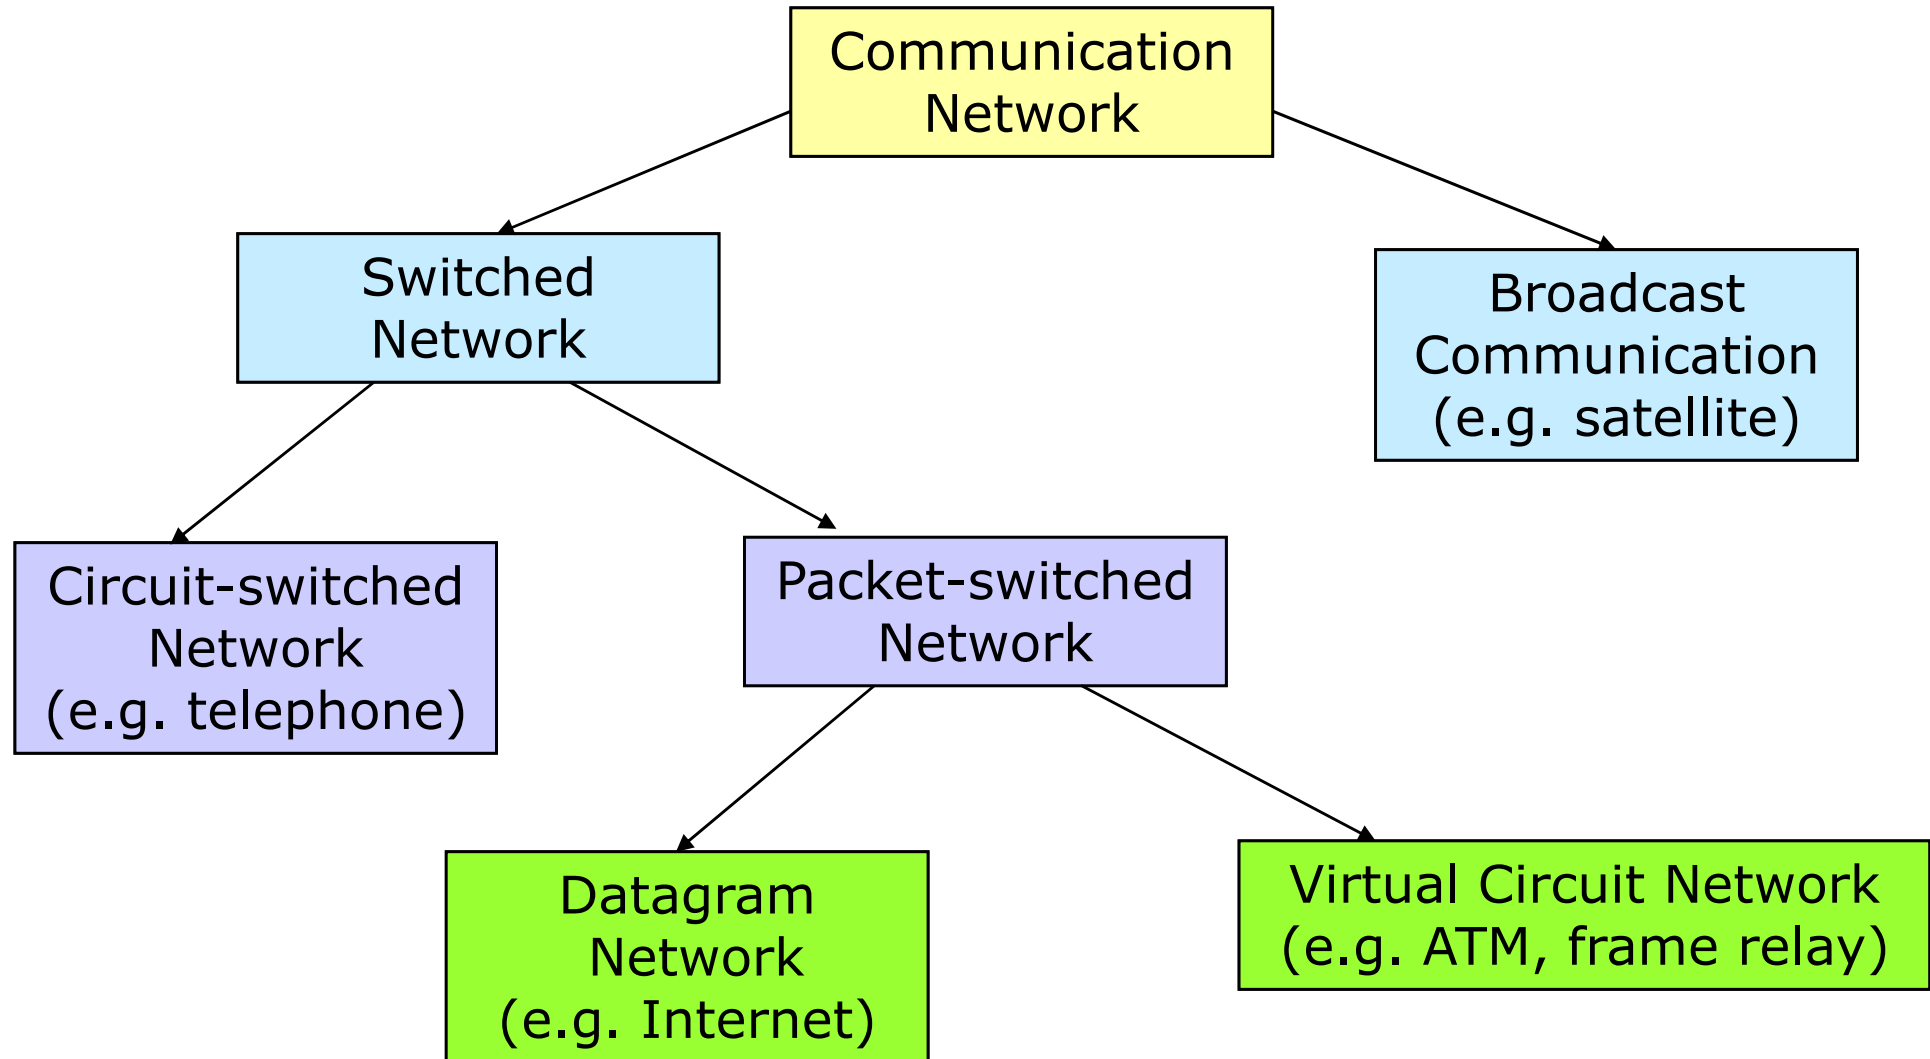 Communication
Network
Switched
Network
Broadcast
Communication
(e.g. satellite)
Circuit-switched
Network
(e.g. telephone)
Packet-switched
Network
Datagram
Network
(e.g. Internet)
Virtual Circuit Network
(e.g. ATM, frame relay)